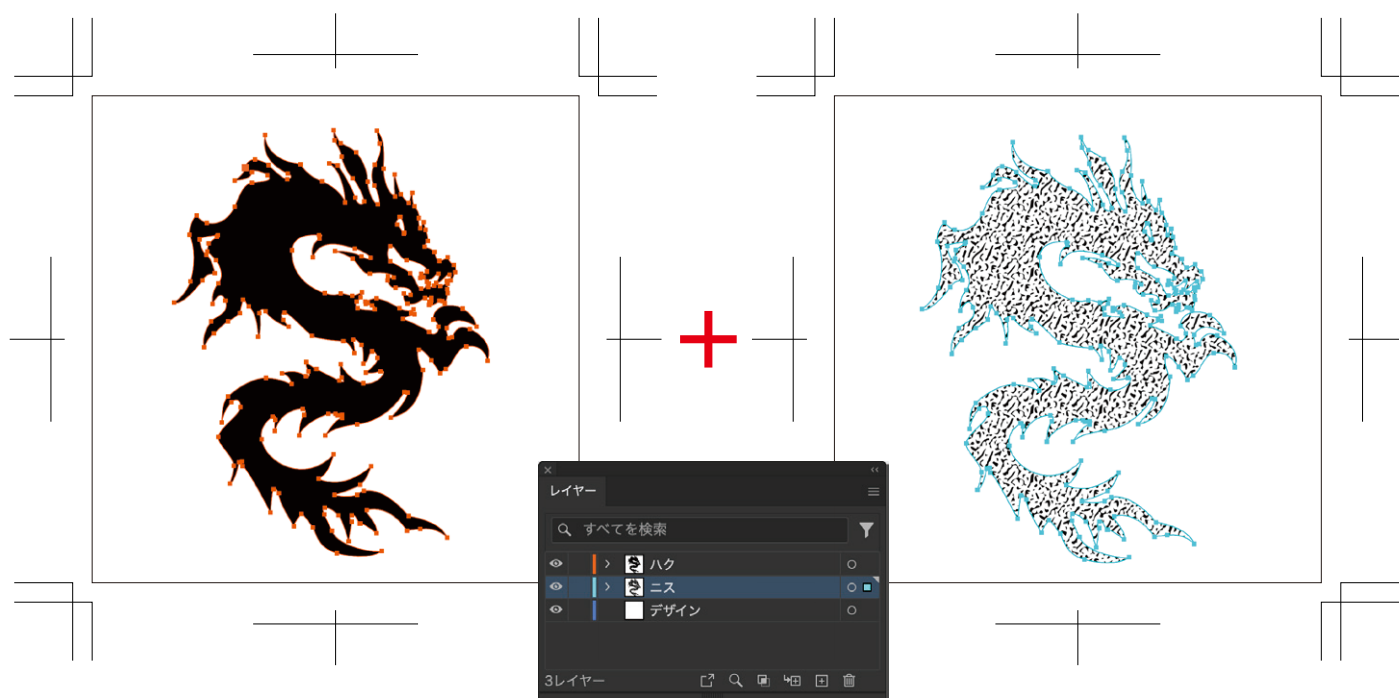 レイヤー
すべてを検索
ハク
ニス
デザイン
3レイヤー